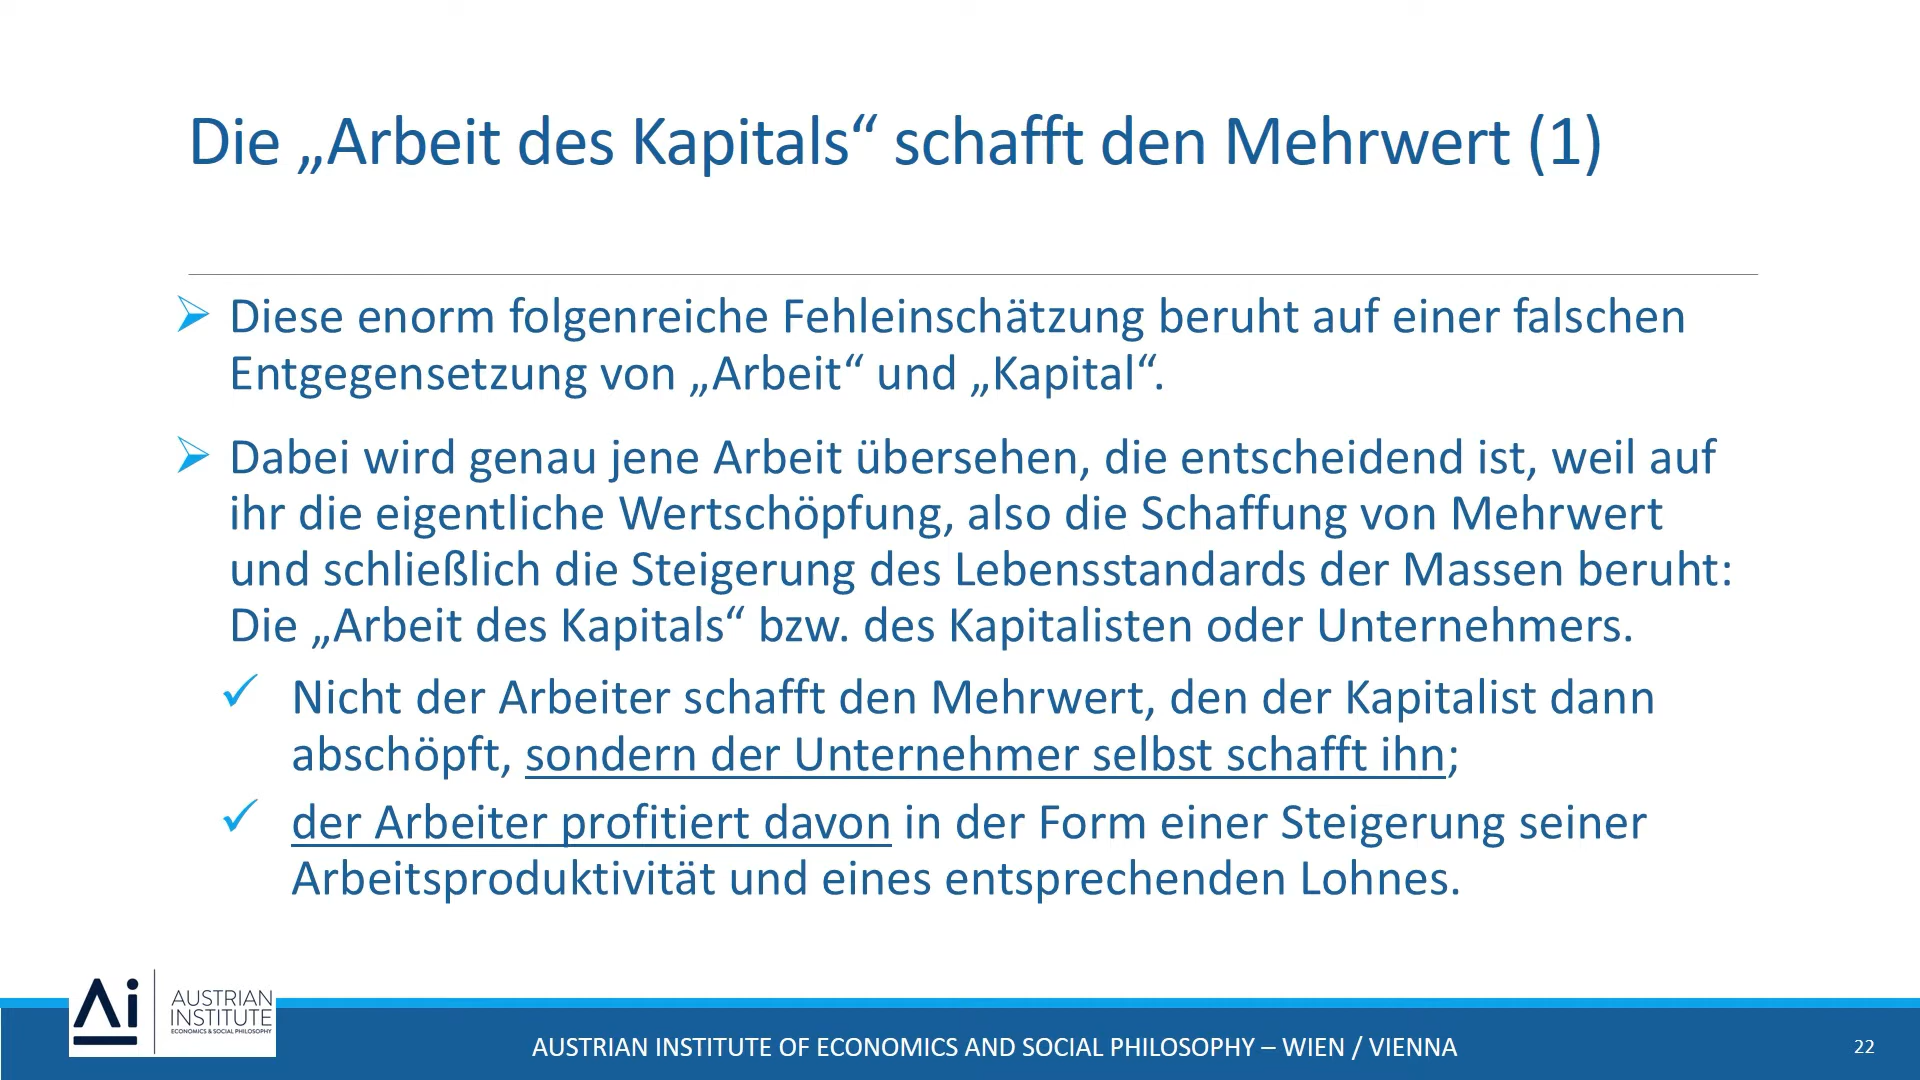 Die „Arbeit des Kapitals“ schafft den Mehrwert (1)
Diese enorm folgenreiche Fehleinschätzung beruht auf einer falschen
Entgegensetzung von „Arbeit“ und „Kapital“.
Dabei wird genau jene Arbeit übersehen, die entscheidend ist, weil auf
ihr die eigentliche Wertschöpfung, also die Schaffung von Mehrwert
und schließlich die Steigerung des Lebensstandards der Massen beruht:
Die „Arbeit des Kapitals“ bzw. des Kapitalisten oder Unternehmers.
Nicht der Arbeiter schafft den Mehrwert, den der Kapitalist dann
abschöpft, sondern der Unternehmer selbst schafft ihn;
der Arbeiter profitiert davon in der Form einer Steigerung seiner
Arbeitsproduktivität und eines entsprechenden Lohnes.
Ai
AUSTRIAN
INSTITUTE
ECONOMICS & SOCIAL PHILOSOPHY
AUSTRIAN INSTITUTE OF ECONOMICS AND SOCIAL PHILOSOPHY – WIEN / VIENNA
22